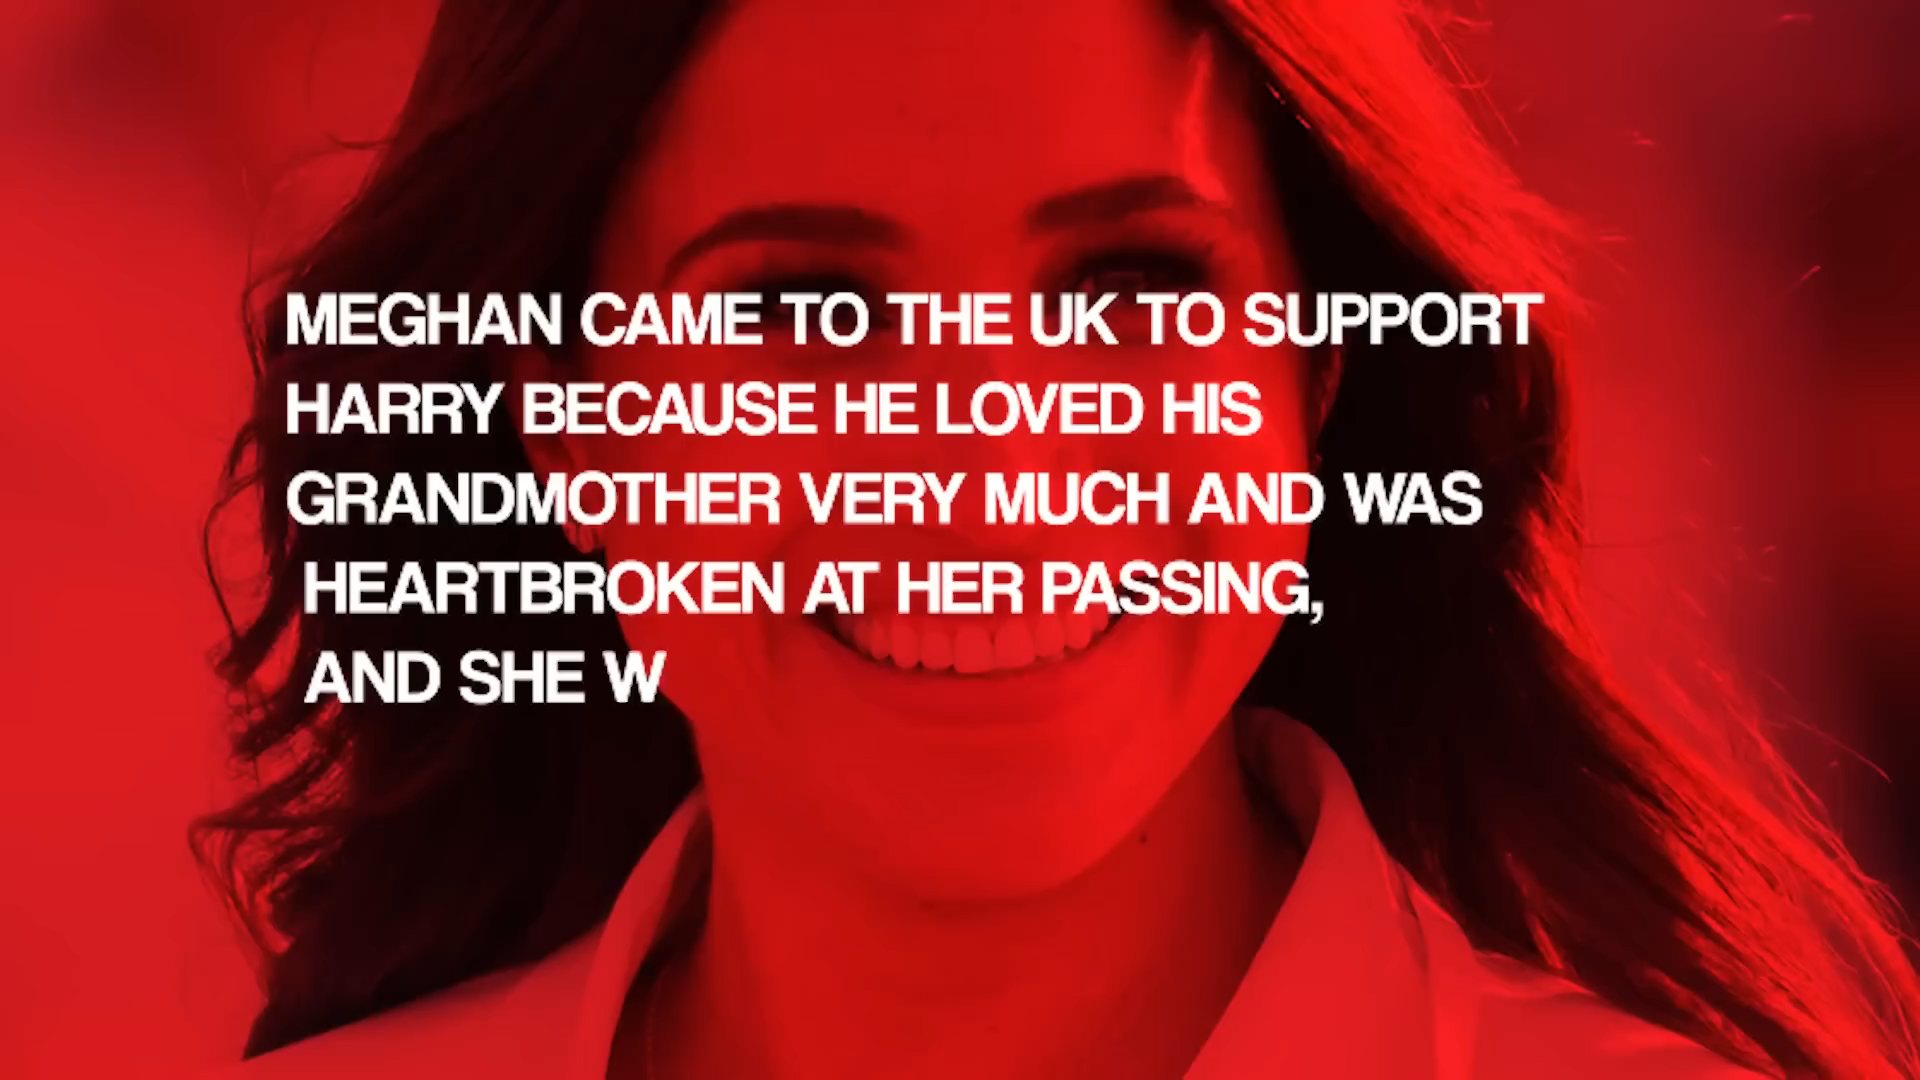 MEGHAN CAME TO THE UK TO SUPPORT
HARRY BECAUSE HE LOVED HIS
GRANDMOTHER VERY MUCH AND WAS
HEARTBROKEN AT HER PASSING,
AND SHE W